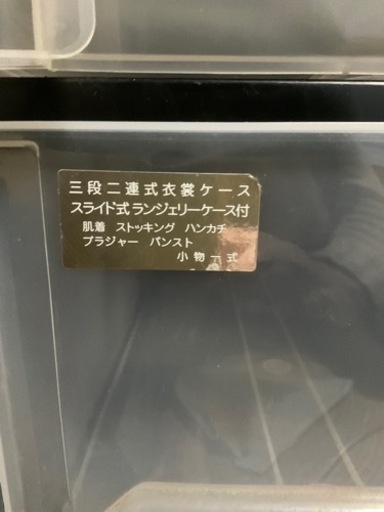 三段二連式衣裳ケース
スライド式ランジェリーケース付
肌着 ストッキング ハンカチ
ブラジャー パンスト
小物一式